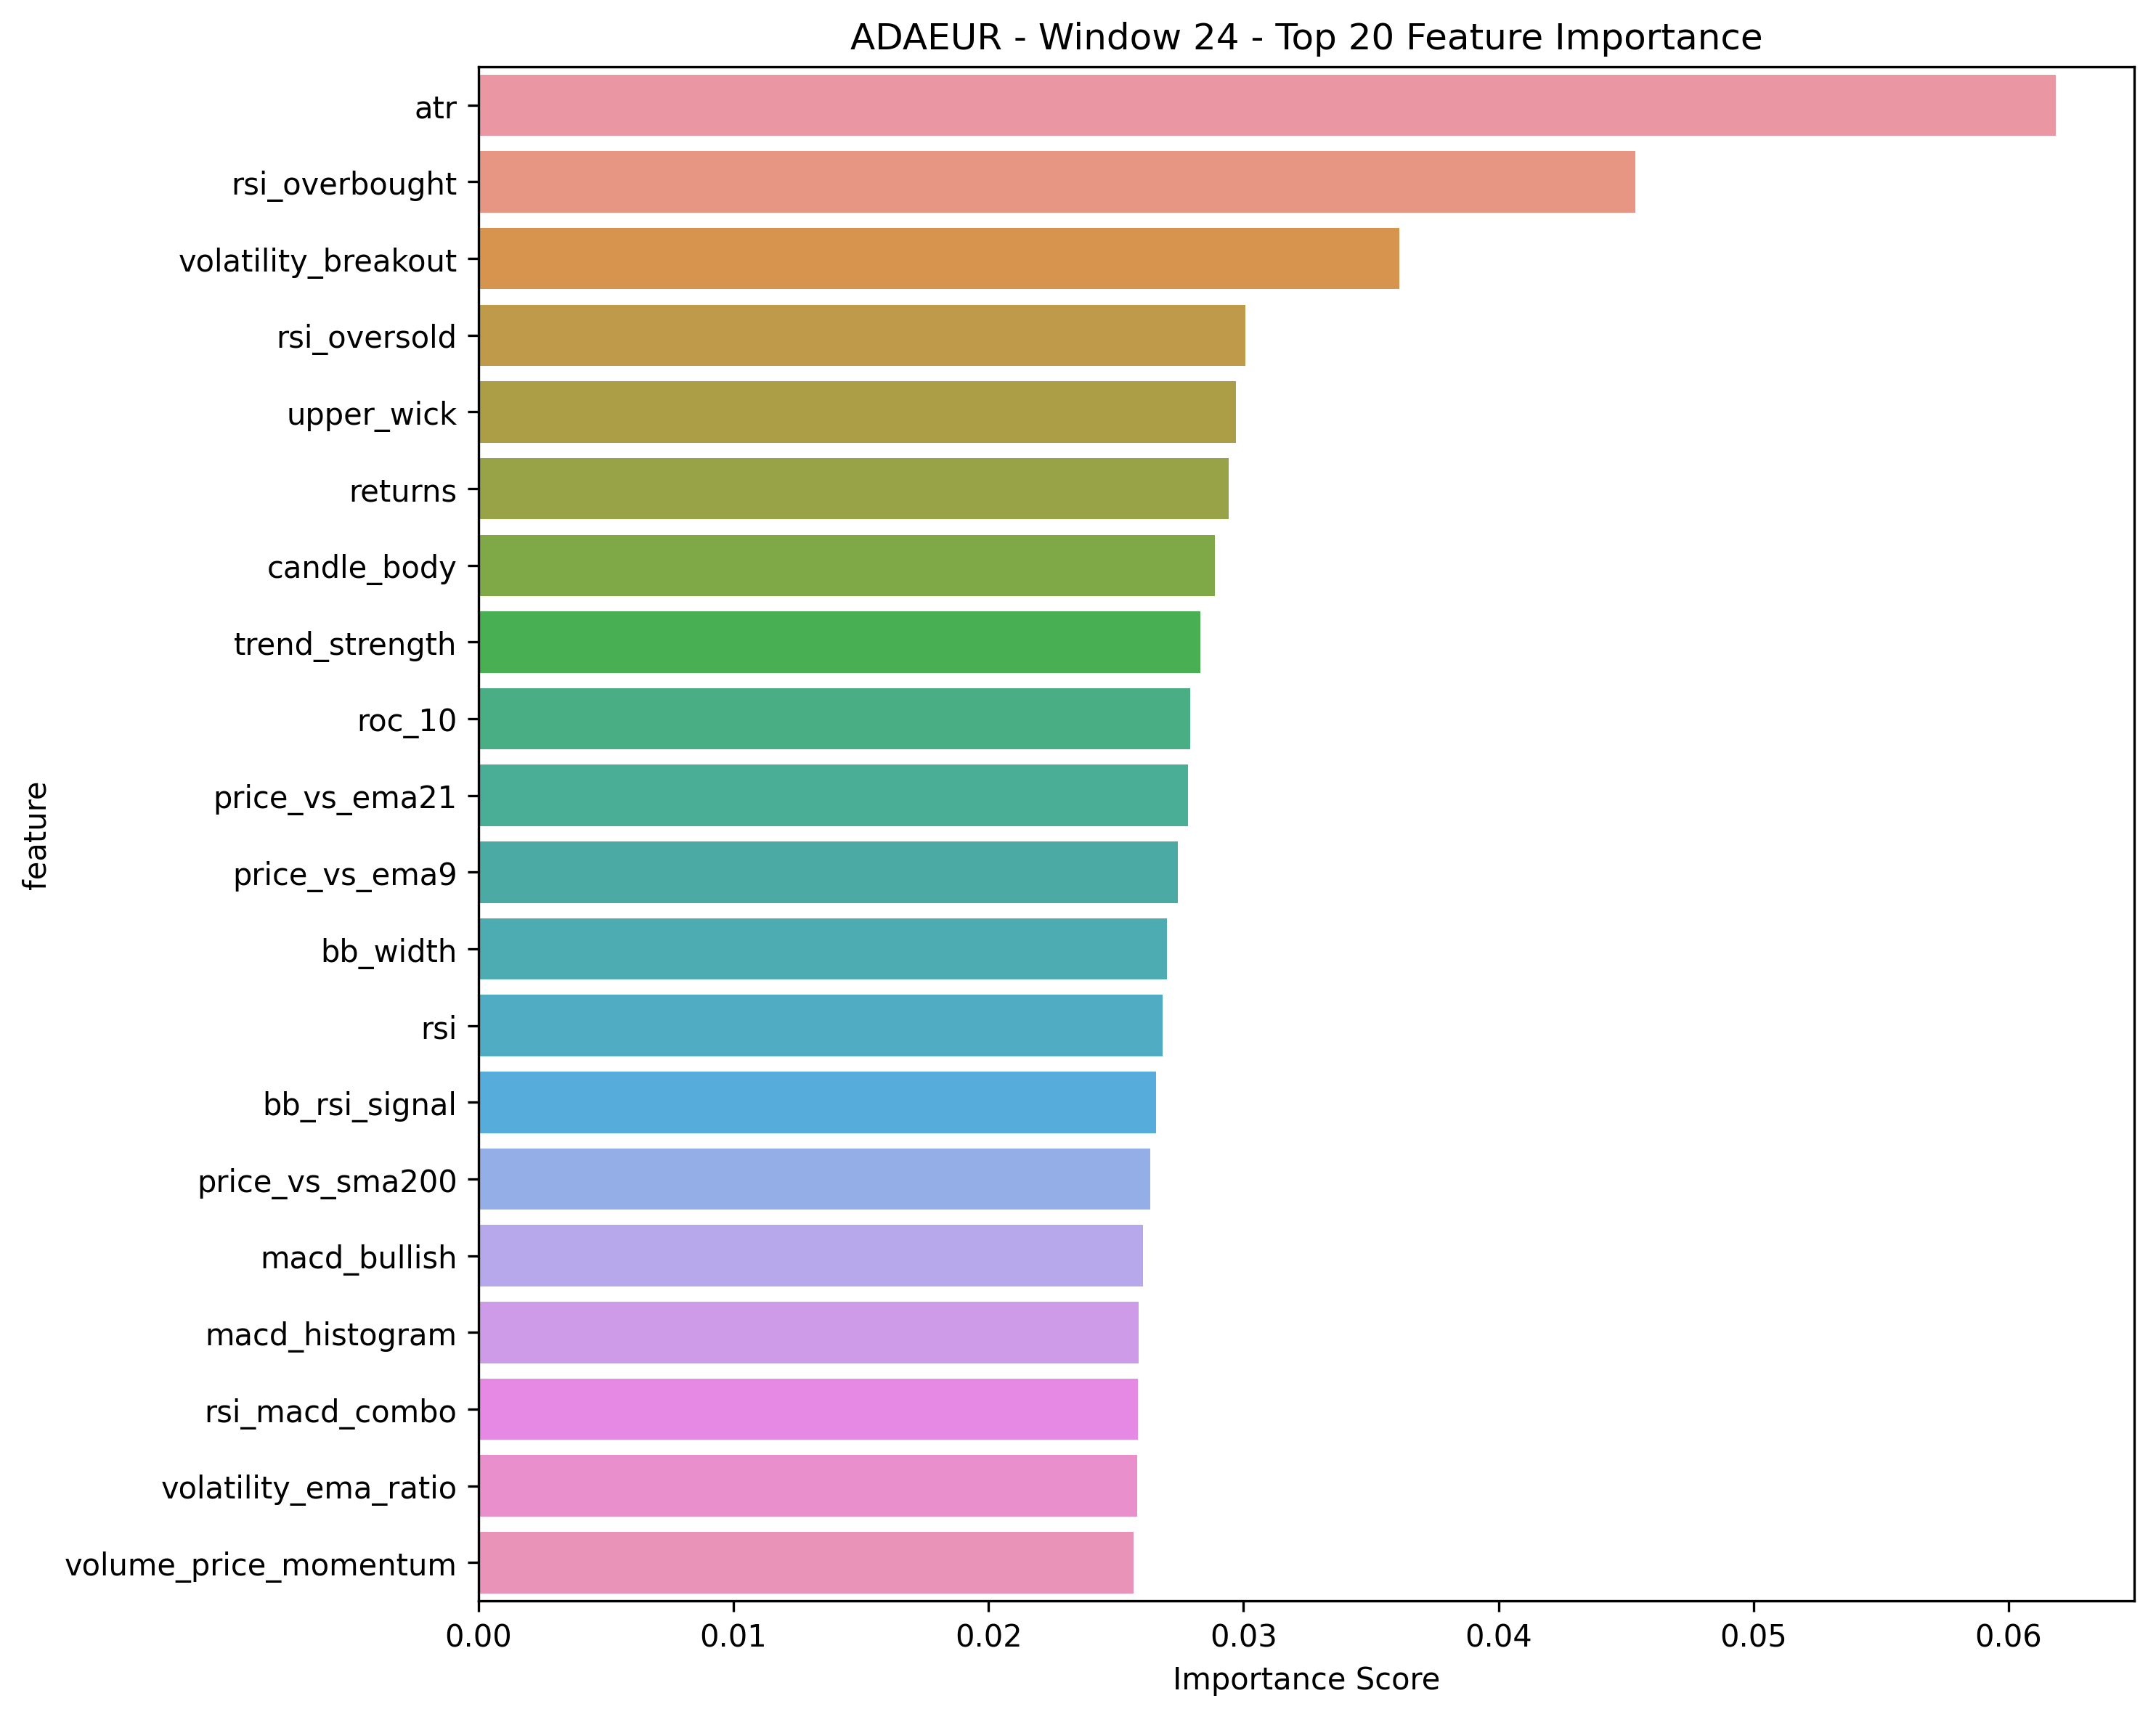 ADAEUR - Window 24 - Top 20 Feature Importance
atr
rsi_overbought
volatility_breakout
rsi_oversold
upper_wick
returns
candle_body
trend_strength
roc_10
price_vs_ema21
price_vs_ema9
bb_width
rsi
bb_rsi_signal
price_vs_sma200
macd_bullish
macd_histogram
rsi_macd_combo
volatility_ema_ratio
volume_price_momentum
feature
0.00 0.01 0.02 0.03 0.04 0.05 0.06
Importance Score